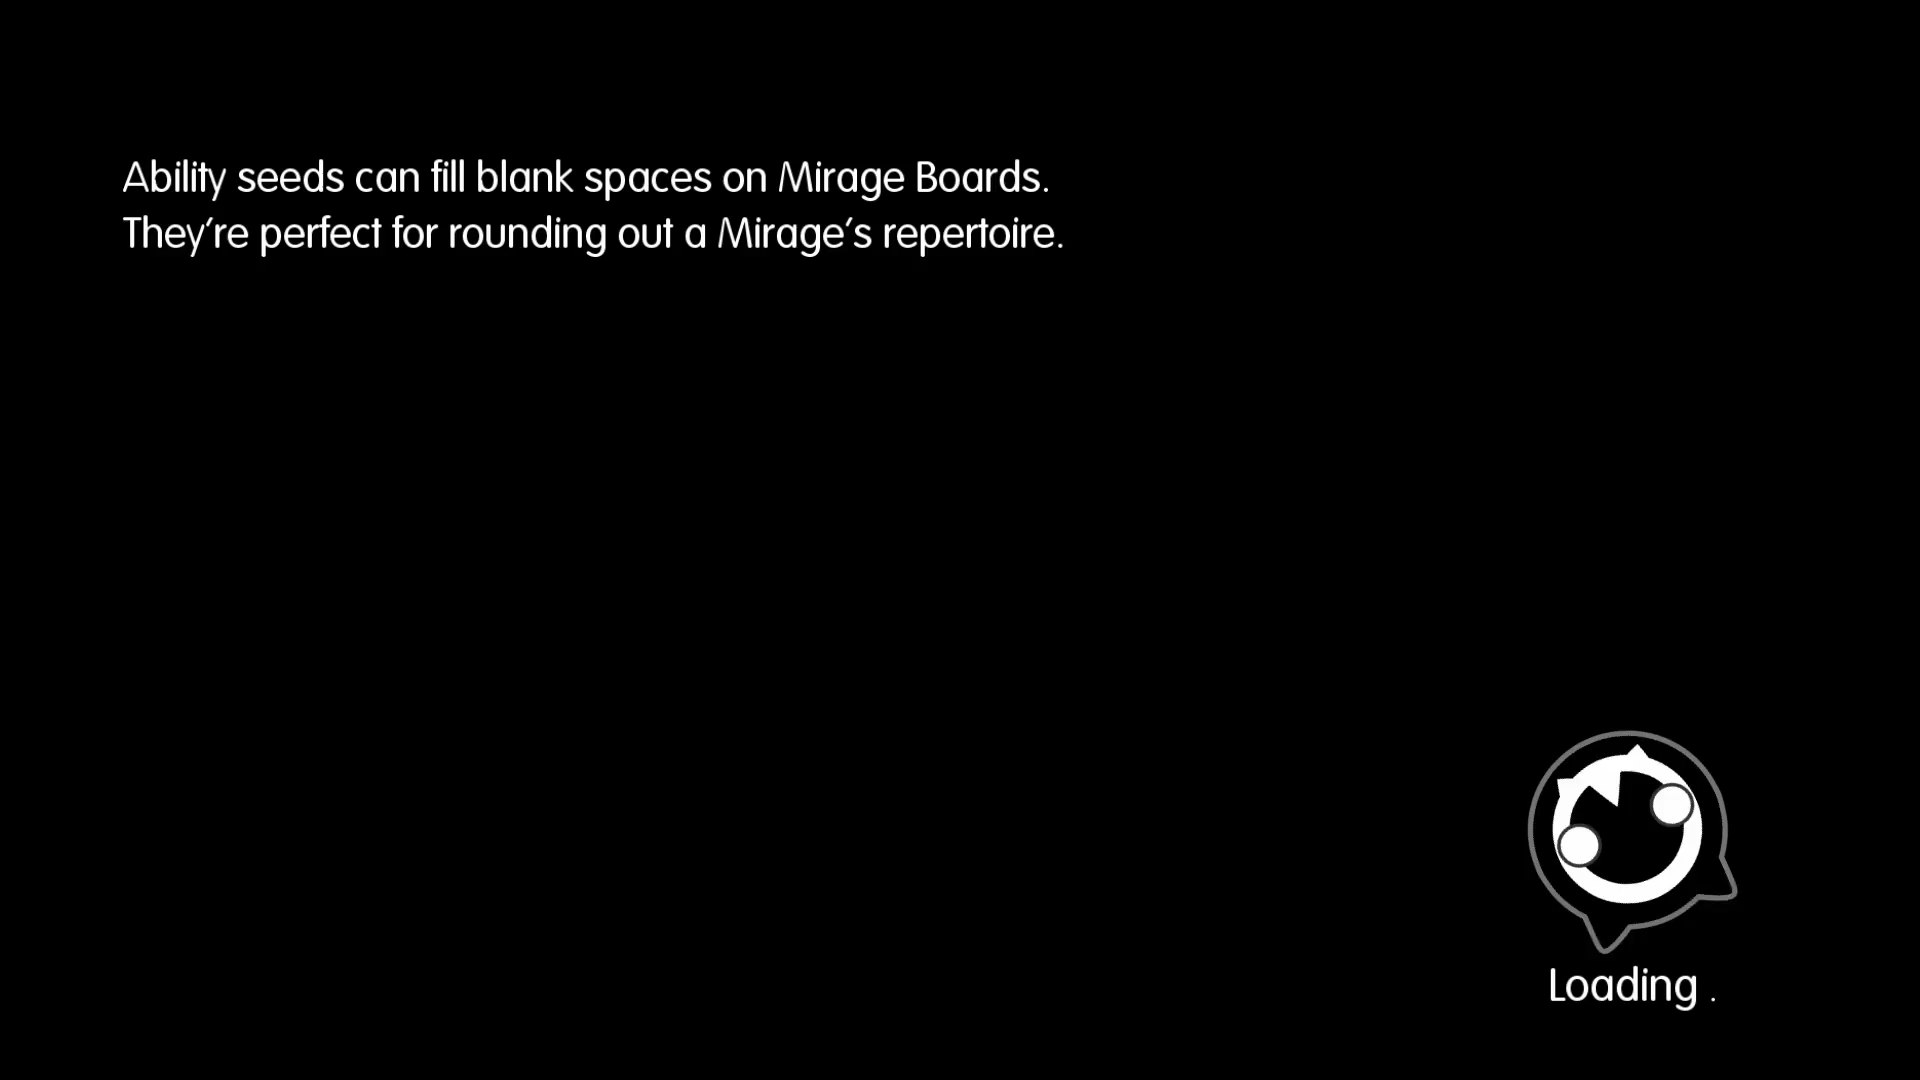 Ability seeds can fill blank spaces on Mirage Boards.
They're perfect for rounding out a Mirage's repertoire.
Loading .